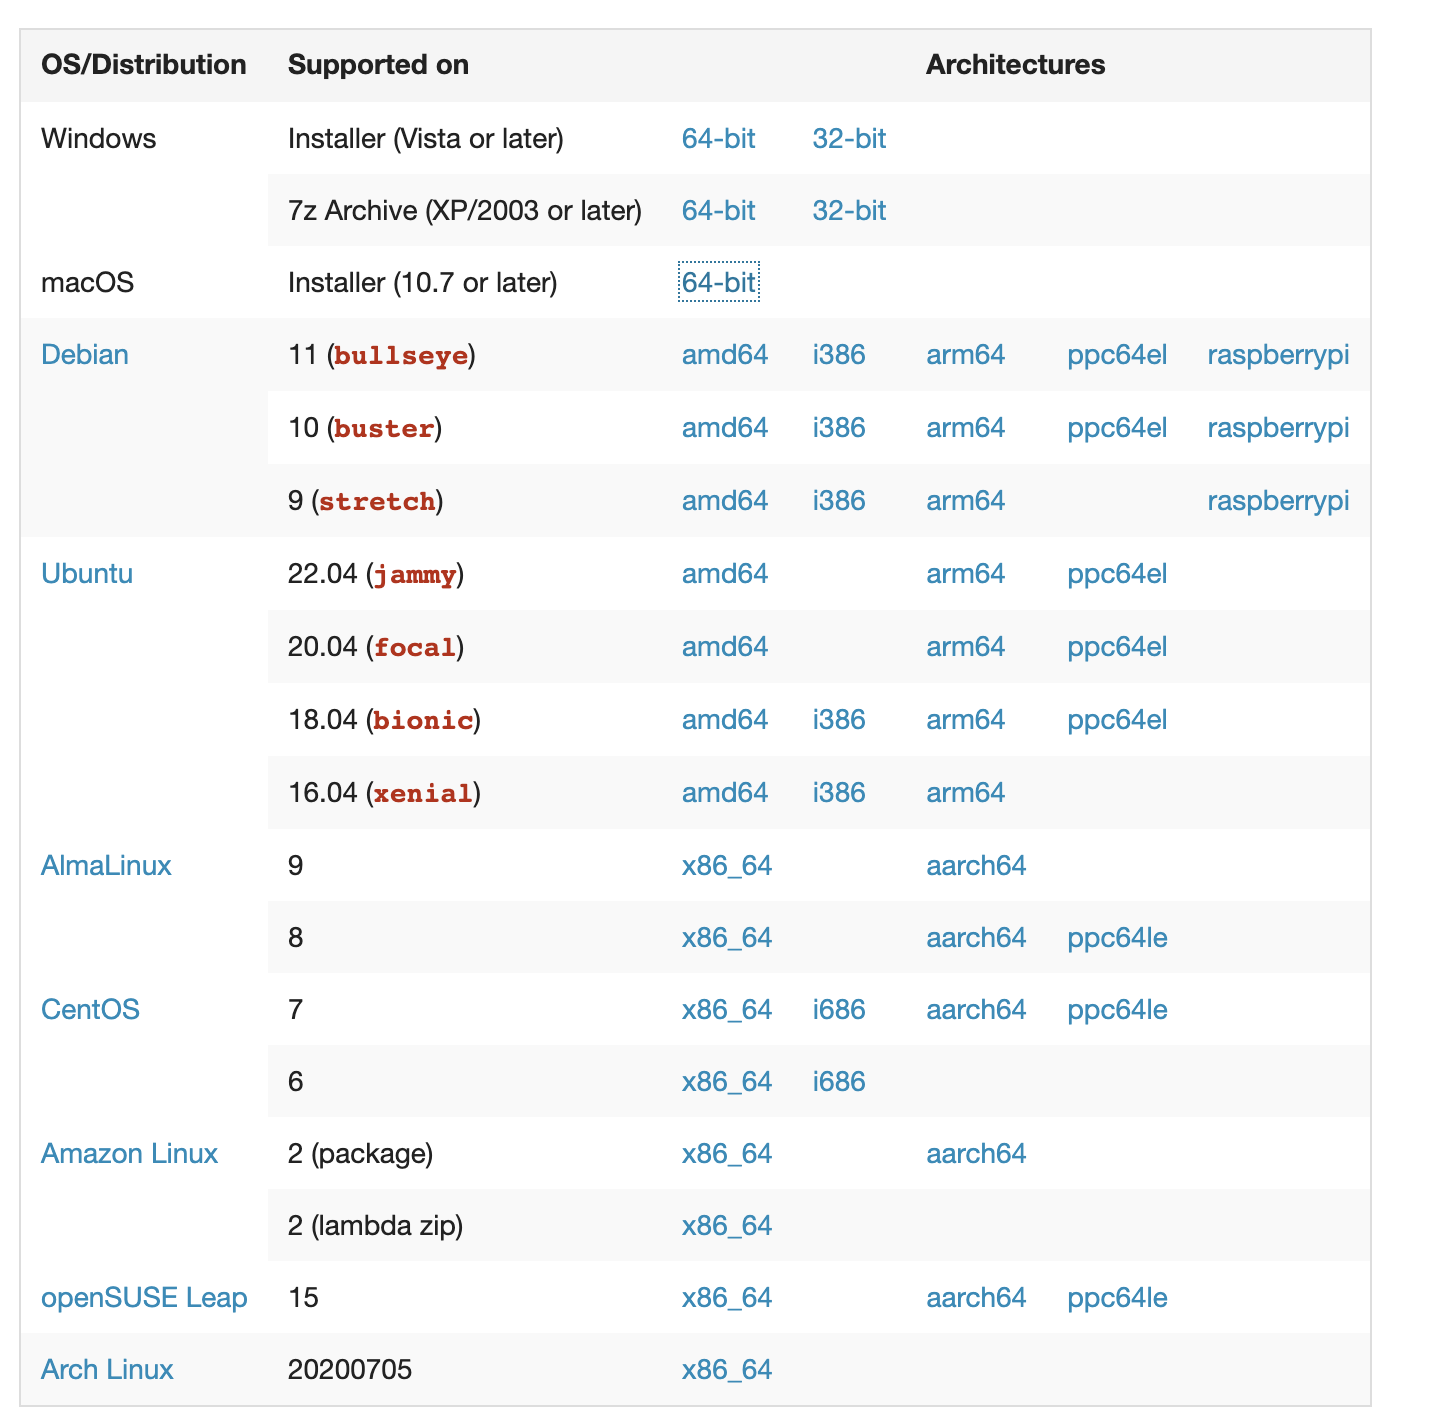 OS/Distribution Supported on Architectures
Windows Installer (Vista or later) 64-bit 32-bit
7z Archive (XP/2003 or later) 64-bit 32-bit
macOS Installer (10.7 or later) 64-bit
Debian 11 (bullseye) amd64 i386 arm64 ppc64el raspberrypi
10 (buster) amd64 i386 arm64 ppc64el raspberrypi
9 (stretch) amd64 i386 arm64 raspberrypi
Ubuntu 22.04 (jammy) amd64 arm64 ppc64el
20.04 (focal) amd64 arm64 ppc64el
18.04 (bionic) amd64 i386 arm64 ppc64el
16.04 (xenial) amd64 i386 arm64
AlmaLinux 9 x86_64 aarch64
8 x86_64 aarch64 ppc64le
CentOS 7 x86_64 i686 aarch64 ppc64le
6 x86_64 i686
Amazon Linux 2 (package) x86_64 aarch64
2 (lambda zip) x86_64
openSUSE Leap 15 x86_64 aarch64 ppc64le
Arch Linux 20200705 x86_64